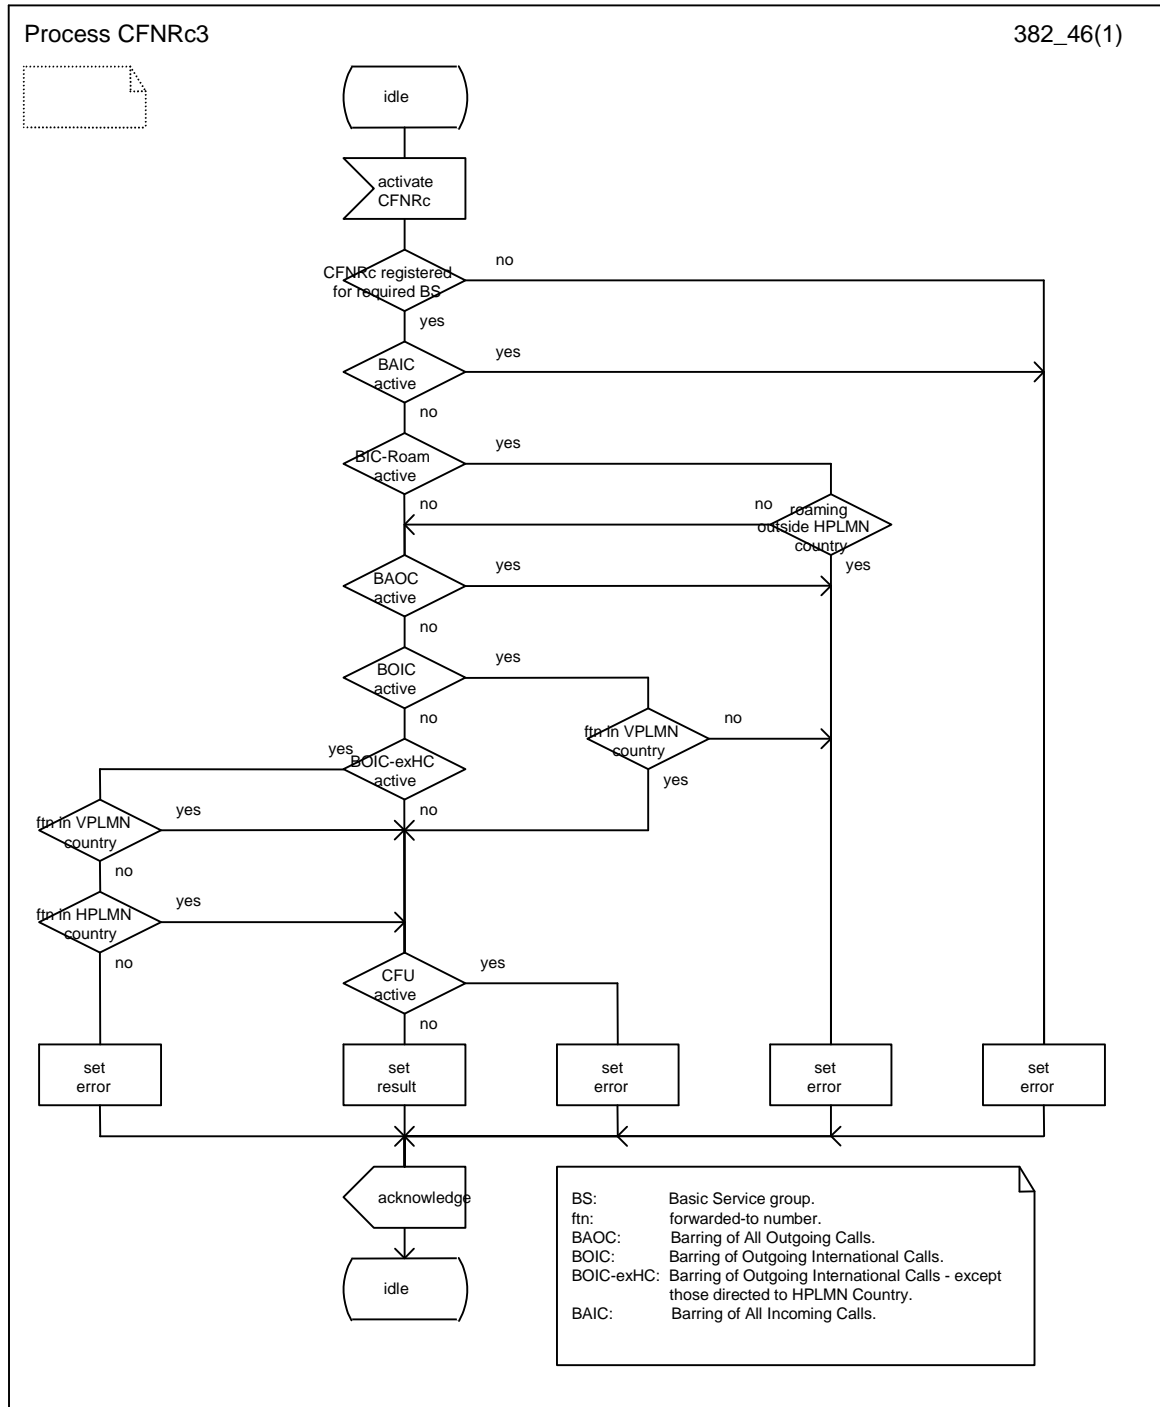 Process CFNRc3
382_46(1)
idle
activate
CFNRc
CFNRc registered
for required BS
no
yes
BAIC
active
yes
no
BIC-Roam
active
yes
no
no
roaming
outside HPLMN
country
yes
BAOC
active
yes
no
BOIC
active
yes
no
ftn in VPLMN
country
no
yes
yes
BOIC-exHC
active
no
ftn in VPLMN
country
yes
no
ftn in HPLMN
country
yes
no
CFU
active
yes
no
set
error
set
result
set
error
set
error
set
error
acknowledge
idle
BS: Basic Service group.
ftn: forwarded-to number.
BAOC: Barring of All Outgoing Calls.
BOIC: Barring of Outgoing International Calls.
BOIC-exHC: Barring of Outgoing International Calls - except
those directed to HPLMN Country.
BAIC: Barring of All Incoming Calls.